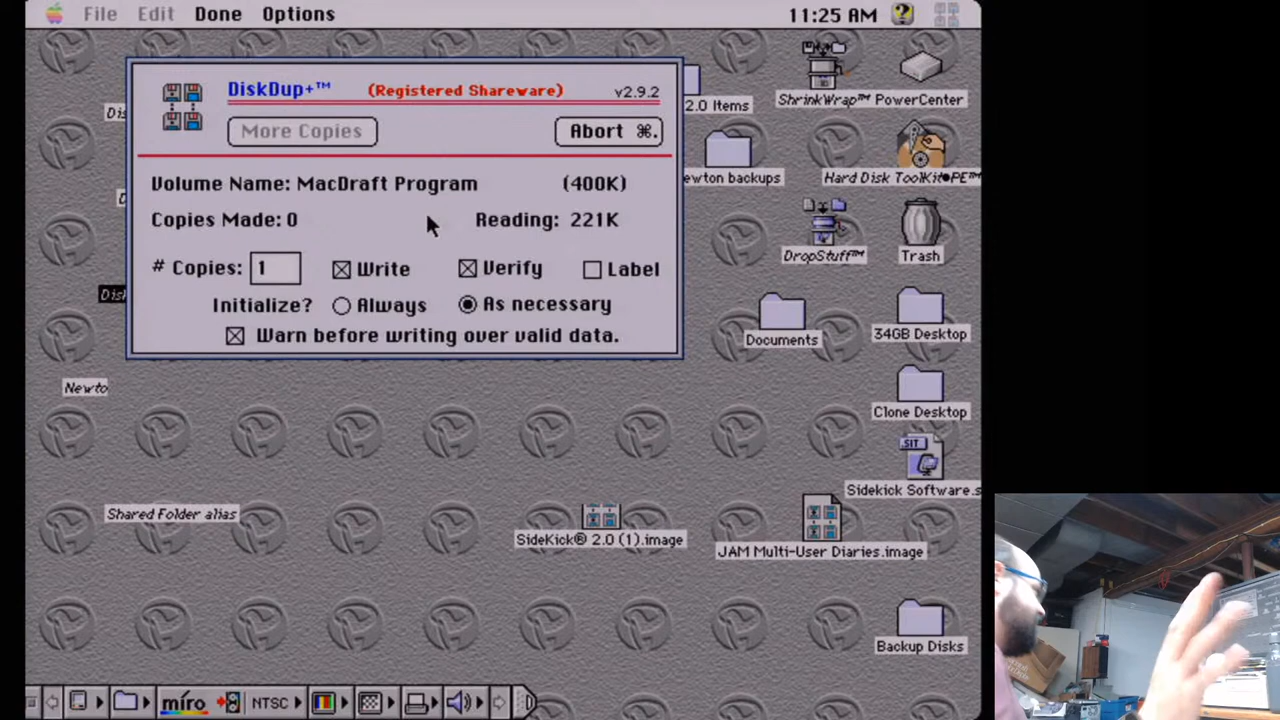 File Edit Done Options 11:25 AM
DiskDup+™ (Registered Shareware) v2.9.2
More Copies Abort ⌘.
Volume Name: MacDraft Program (400K)
Copies Made: 0 Reading: 221K
# Copies: 1 Write Verify Label
Initialize? Always As necessary
Warn before writing over valid data.
2.0 Items
ShrinkWrap™ PowerCenter
ewton backups
Hard Disk ToolKit•PE™
DropStuff™
Trash
Documents
34GB Desktop
Clone Desktop
.SIT
Sidekick Software.s
Newto
Shared Folder alias
SideKick® 2.0 (1).image
JAM Multi-User Diaries.image
Backup Disks
miro NTSC